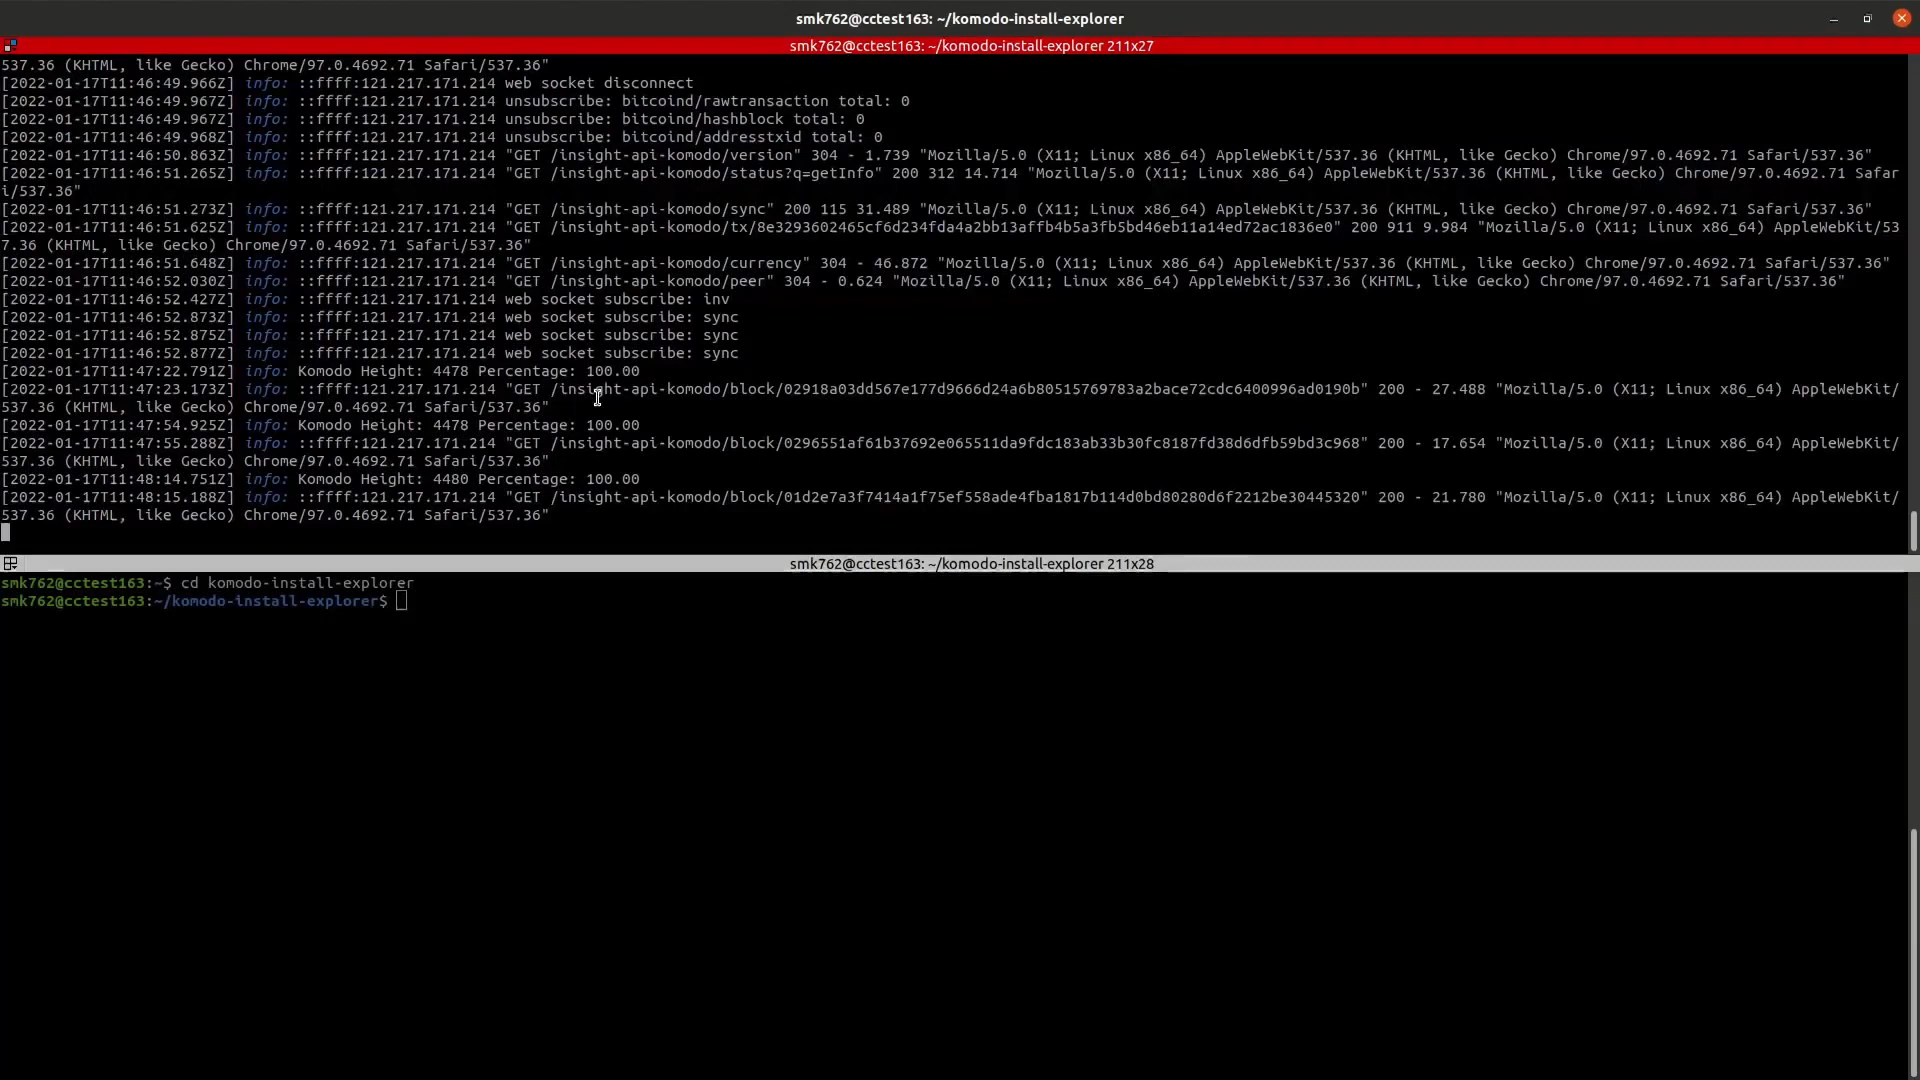 smk762@cctest163: ~/komodo-install-explorer
smk762@cctest163: ~/komodo-install-explorer 211x27
537.36 (KHTML, like Gecko) Chrome/97.0.4692.71 Safari/537.36"
[2022-01-17T11:46:49.966Z] info: ::ffff:121.217.171.214 web socket disconnect
[2022-01-17T11:46:49.967Z] info: ::ffff:121.217.171.214 unsubscribe: bitcoind/rawtransaction total: 0
[2022-01-17T11:46:49.967Z] info: ::ffff:121.217.171.214 unsubscribe: bitcoind/hashblock total: 0
[2022-01-17T11:46:49.968Z] info: ::ffff:121.217.171.214 unsubscribe: bitcoind/addresstxid total: 0
[2022-01-17T11:46:50.863Z] info: ::ffff:121.217.171.214 "GET /insight-api-komodo/version" 304 - 1.739 "Mozilla/5.0 (X11; Linux x86_64) AppleWebKit/537.36 (KHTML, like Gecko) Chrome/97.0.4692.71 Safari/537.36"
[2022-01-17T11:46:51.265Z] info: ::ffff:121.217.171.214 "GET /insight-api-komodo/status?q=getInfo" 200 312 14.714 "Mozilla/5.0 (X11; Linux x86_64) AppleWebKit/537.36 (KHTML, like Gecko) Chrome/97.0.4692.71 Safar
i/537.36"
[2022-01-17T11:46:51.273Z] info: ::ffff:121.217.171.214 "GET /insight-api-komodo/sync" 200 115 31.489 "Mozilla/5.0 (X11; Linux x86_64) AppleWebKit/537.36 (KHTML, like Gecko) Chrome/97.0.4692.71 Safari/537.36"
[2022-01-17T11:46:51.625Z] info: ::ffff:121.217.171.214 "GET /insight-api-komodo/tx/8e3293602465cf6d234fda4a2bb13affb4b5a3fb5bd46eb11a14ed72ac1836e0" 200 911 9.984 "Mozilla/5.0 (X11; Linux x86_64) AppleWebKit/53
7.36 (KHTML, like Gecko) Chrome/97.0.4692.71 Safari/537.36"
[2022-01-17T11:46:51.648Z] info: ::ffff:121.217.171.214 "GET /insight-api-komodo/currency" 304 - 46.872 "Mozilla/5.0 (X11; Linux x86_64) AppleWebKit/537.36 (KHTML, like Gecko) Chrome/97.0.4692.71 Safari/537.36"
[2022-01-17T11:46:52.030Z] info: ::ffff:121.217.171.214 "GET /insight-api-komodo/peer" 304 - 0.624 "Mozilla/5.0 (X11; Linux x86_64) AppleWebKit/537.36 (KHTML, like Gecko) Chrome/97.0.4692.71 Safari/537.36"
[2022-01-17T11:46:52.427Z] info: ::ffff:121.217.171.214 web socket subscribe: inv
[2022-01-17T11:46:52.873Z] info: ::ffff:121.217.171.214 web socket subscribe: sync
[2022-01-17T11:46:52.875Z] info: ::ffff:121.217.171.214 web socket subscribe: sync
[2022-01-17T11:46:52.877Z] info: ::ffff:121.217.171.214 web socket subscribe: sync
[2022-01-17T11:47:22.791Z] info: Komodo Height: 4478 Percentage: 100.00
[2022-01-17T11:47:23.173Z] info: ::ffff:121.217.171.214 "GET /insight-api-komodo/block/02918a03dd567e177d9666d24a6b80515769783a2bace72cdc6400996ad0190b" 200 - 27.488 "Mozilla/5.0 (X11; Linux x86_64) AppleWebKit/
537.36 (KHTML, like Gecko) Chrome/97.0.4692.71 Safari/537.36"
[2022-01-17T11:47:54.925Z] info: Komodo Height: 4478 Percentage: 100.00
[2022-01-17T11:47:55.288Z] info: ::ffff:121.217.171.214 "GET /insight-api-komodo/block/0296551af61b37692e065511da9fdc183ab33b30fc8187fd38d6dfb59bd3c968" 200 - 17.654 "Mozilla/5.0 (X11; Linux x86_64) AppleWebKit/
537.36 (KHTML, like Gecko) Chrome/97.0.4692.71 Safari/537.36"
[2022-01-17T11:48:14.751Z] info: Komodo Height: 4480 Percentage: 100.00
[2022-01-17T11:48:15.188Z] info: ::ffff:121.217.171.214 "GET /insight-api-komodo/block/01d2e7a3f7414a1f75ef558ade4fba1817b114d0bd80280d6f2212be30445320" 200 - 21.780 "Mozilla/5.0 (X11; Linux x86_64) AppleWebKit/
537.36 (KHTML, like Gecko) Chrome/97.0.4692.71 Safari/537.36"
smk762@cctest163: ~/komodo-install-explorer 211x28
smk762@cctest163:~$ cd komodo-install-explorer
smk762@cctest163:~/komodo-install-explorer$